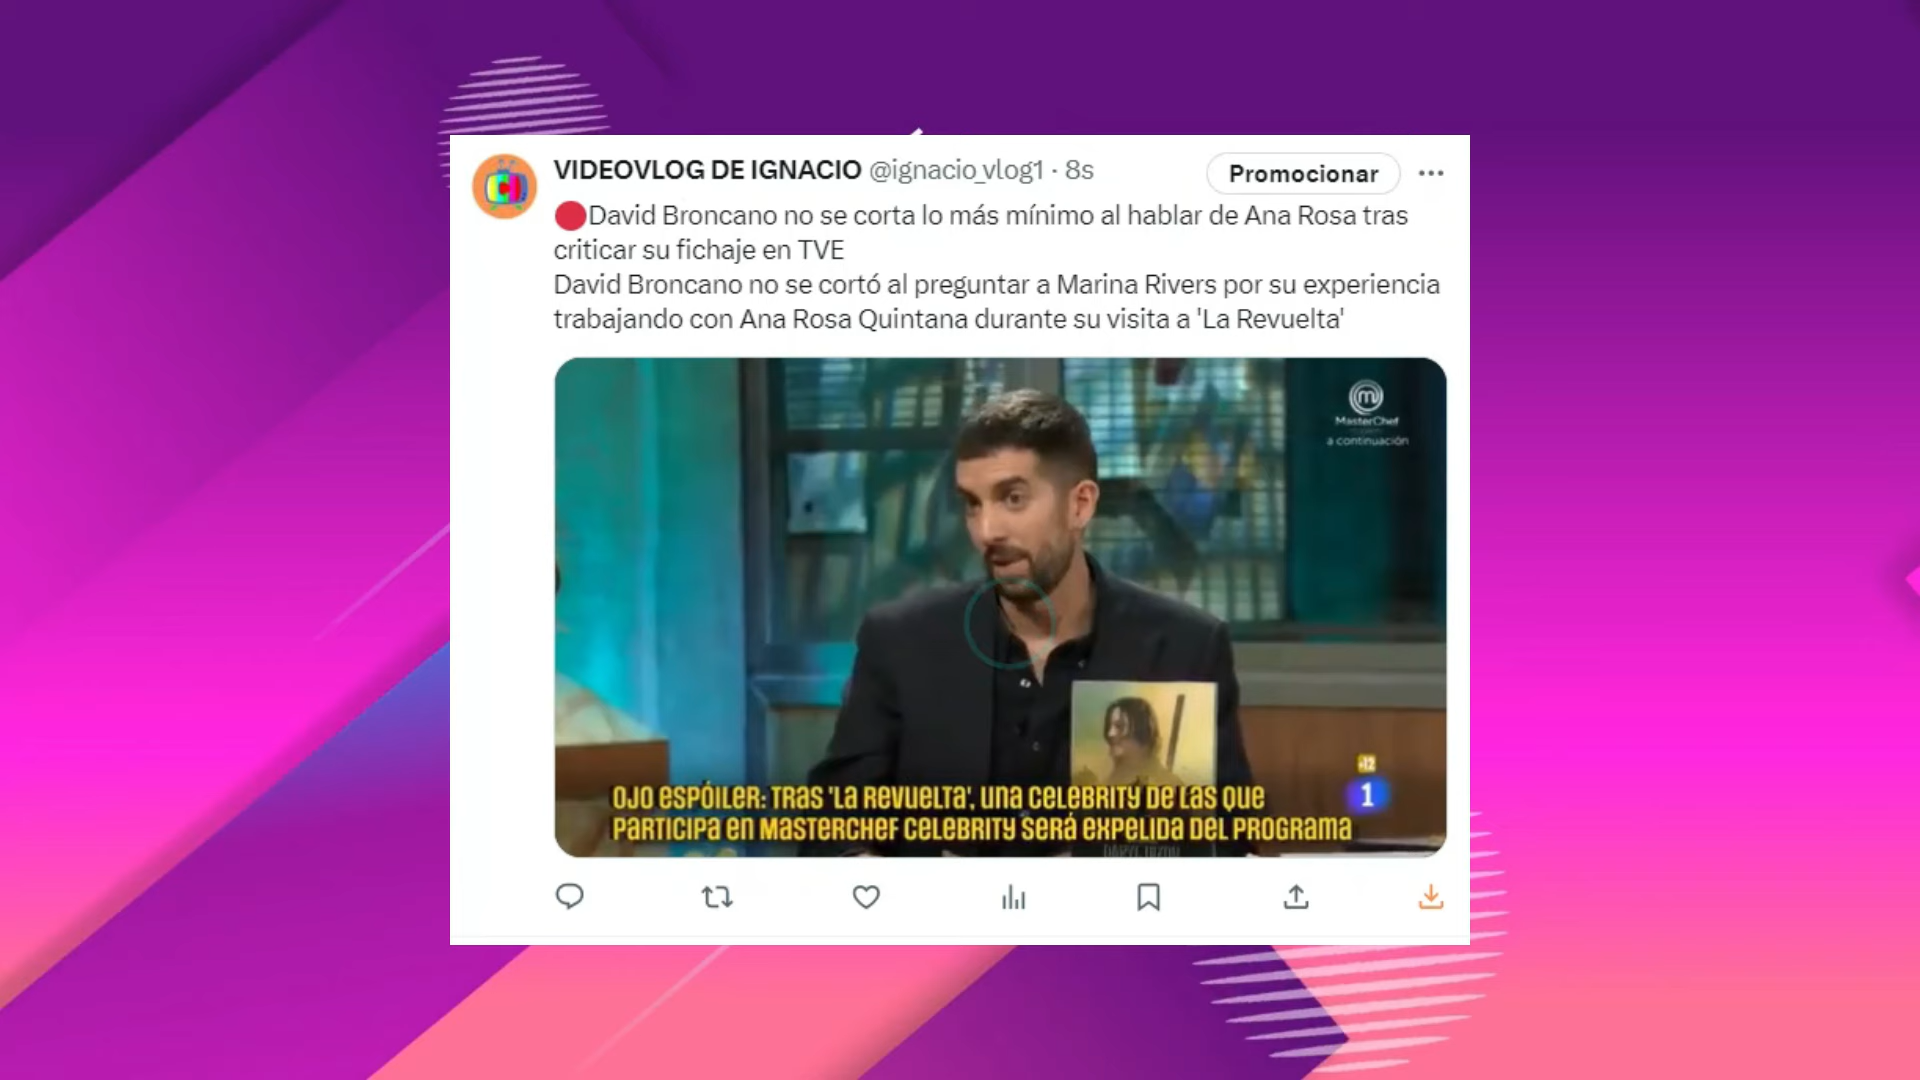 VIDEOVLOG DE IGNACIO @ignacio_vlog1 · 8s
Promocionar
🔴David Broncano no se corta lo más mínimo al hablar de Ana Rosa tras
criticar su fichaje en TVE
David Broncano no se cortó al preguntar a Marina Rivers por su experiencia
trabajando con Ana Rosa Quintana durante su visita a 'La Revuelta'
MasterChef
a continuación
+12
1
OJO ESPÓILER: TRAS 'LA REVUELTA', UNA CELEBRITY DE LAS QUE
PARTICIPA EN MASTERCHEF CELEBRITY SERÁ EXPELIDA DEL PROGRAMA